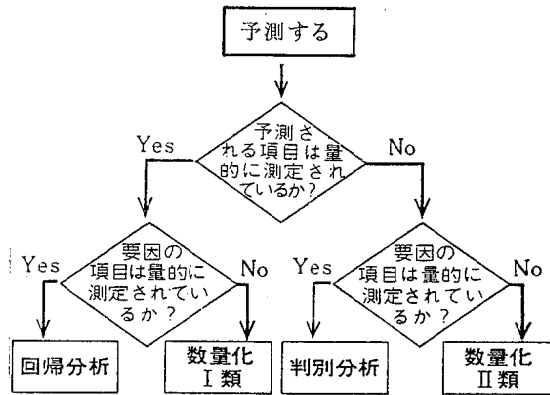 予測する
予測さ
れる項目は量
的に測定され
ているか？
Yes
No
要因の
項目は量的に
測定されてい
るか？
Yes
No
要因の
項目は量的に
測定されてい
るか？
Yes
No
回帰分析
数量化
Ⅰ類
判別分析
数量化
Ⅱ類